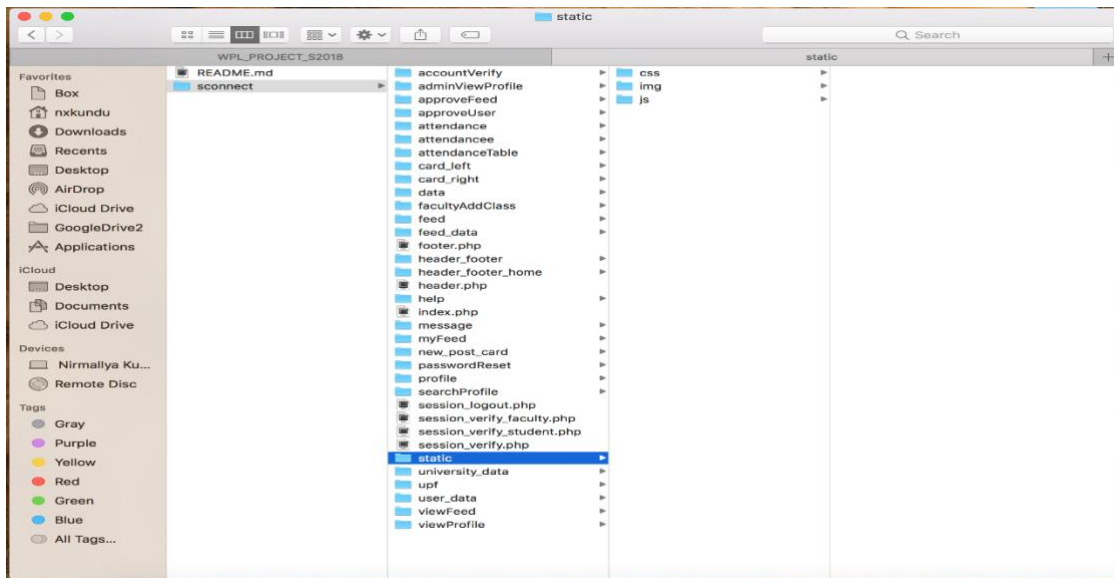 static
Search
WPL_PROJECT_S2018
static
Favorites
Box
nxkundu
Downloads
Recents
Desktop
AirDrop
iCloud Drive
GoogleDrive2
Applications
iCloud
Desktop
Documents
iCloud Drive
Devices
Nirmallya Ku...
Remote Disc
Tags
Gray
Purple
Yellow
Red
Green
Blue
All Tags...
README.md
sconnect
accountVerify
adminViewProfile
approveFeed
approveUser
attendance
attendancee
attendanceTable
card_left
card_right
data
facultyAddClass
feed
feed_data
footer.php
header_footer
header_footer_home
header.php
help
index.php
message
myFeed
new_post_card
passwordReset
profile
searchProfile
session_logout.php
session_verify_faculty.php
session_verify_student.php
session_verify.php
static
university_data
upf
user_data
viewFeed
viewProfile
css
img
js